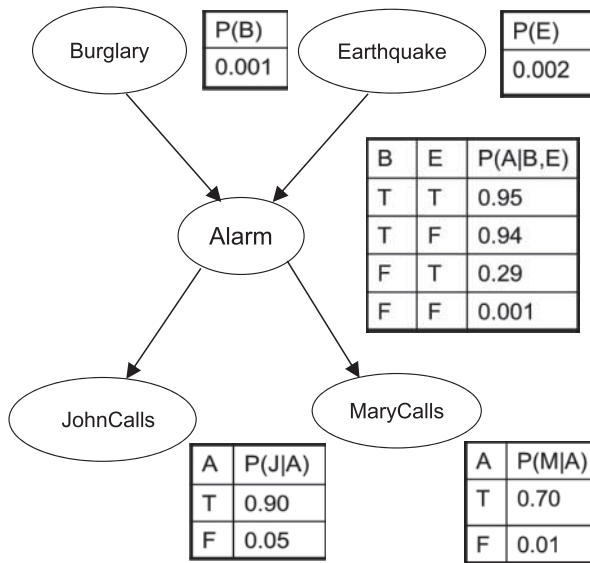 Burglary
P(B)
0.001
Earthquake
P(E)
0.002
B E P(A|B,E)
T T 0.95
T F 0.94
F T 0.29
F F 0.001
Alarm
JohnCalls
MaryCalls
A P(J|A)
T 0.90
F 0.05
A P(M|A)
T 0.70
F 0.01